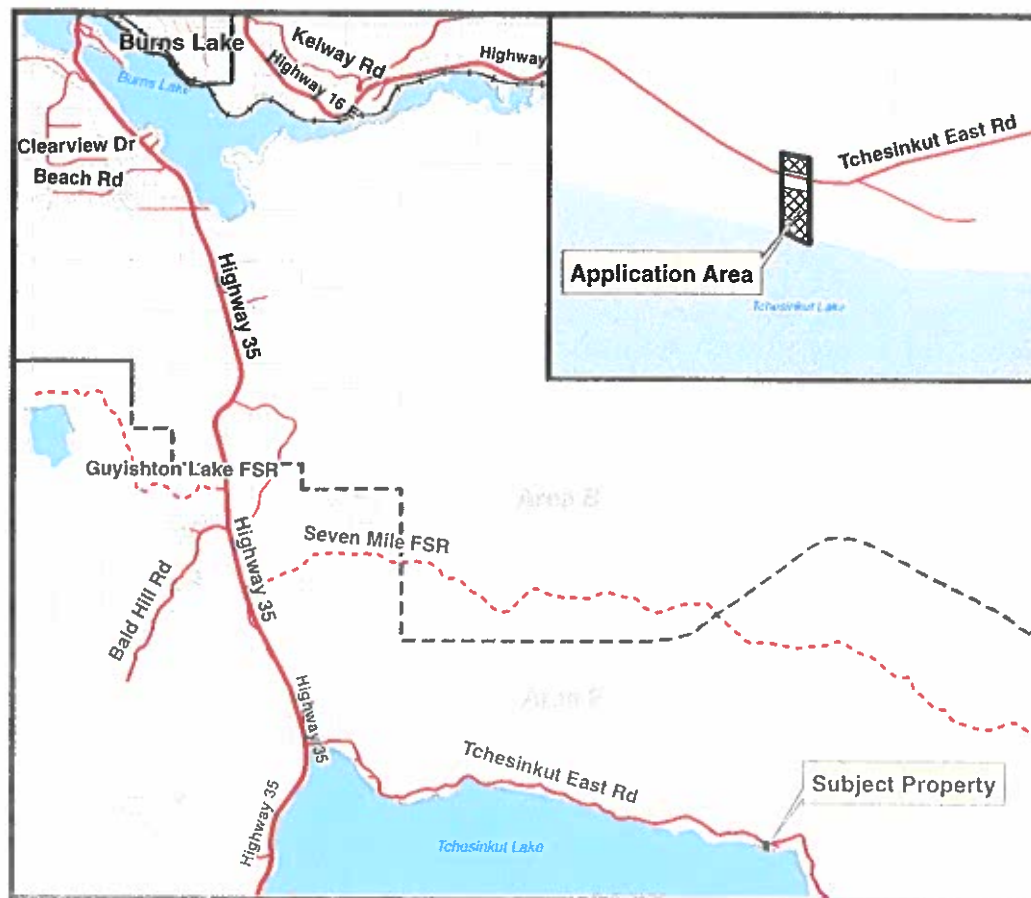 Burns Lake
Kelway Rd
Highway
Burns Lake
Highway 16 E
Clearview Dr
Beach Rd
Tchesinkut East Rd
Application Area
Tchesinkut Lake
Highway 35
Guyishton Lake FSR
Area B
Highway 35
Seven Mile FSR
Bald Hill Rd
Highway 35
Tchesinkut East Rd
Subject Property
Highway 35
Tchesinkut Lake